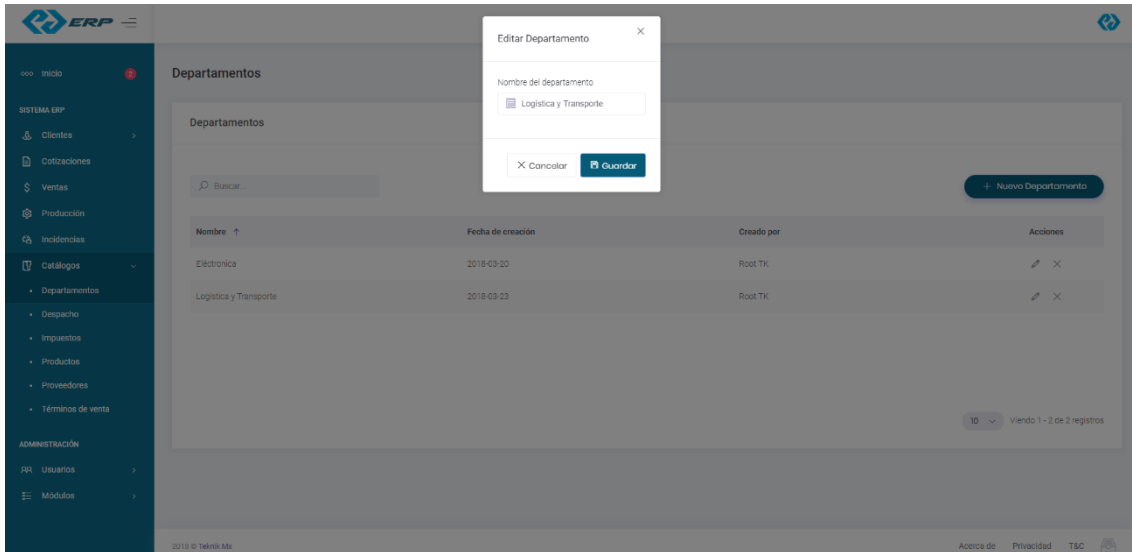 ERP
Inicio 2
SISTEMA ERP
Clientes
Cotizaciones
Ventas
Producción
Incidencias
Catálogos
Departamentos
Despacho
Impuestos
Productos
Proveedores
Términos de venta
ADMINISTRACIÓN
Usuarios
Módulos
Departamentos
Departamentos
Buscar...
+ Nuevo Departamento
Nombre Fecha de creación Creado por Acciones
Eléctronica 2018-03-20 Root TK
Logística y Transporte 2018-03-23 Root TK
10 Viendo 1 - 2 de 2 registros
Editar Departamento
Nombre del departamento
Logística y Transporte
Cancelar Guardar
2018 © Teknik Mx Acerca de Privacidad T&C